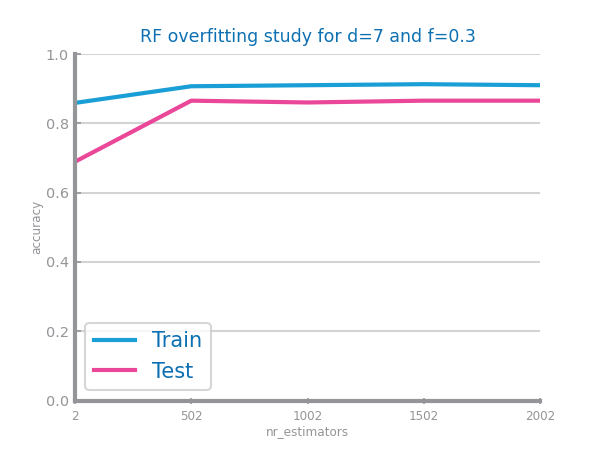 RF overfitting study for d=7 and f=0.3
1.0
0.8
0.6
0.4
0.2
0.0
accuracy
Train
Test
2 502 1002 1502 2002
nr_estimators